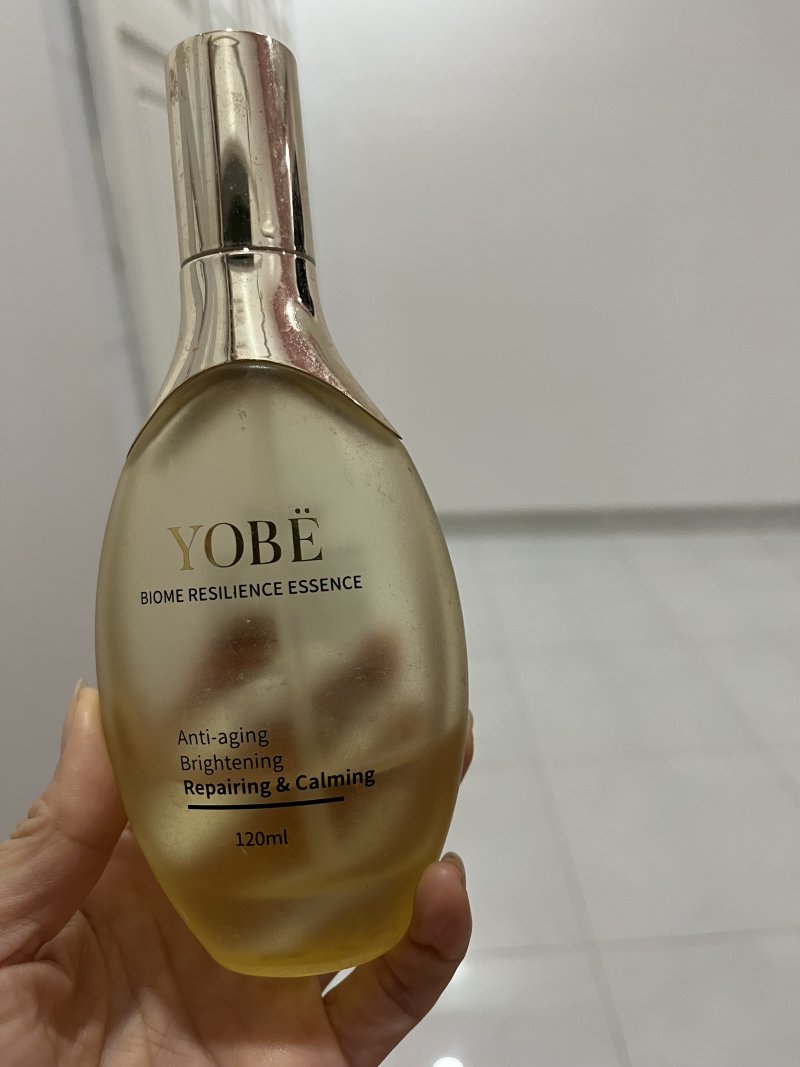 YOBË
BIOME RESILIENCE ESSENCE
Anti-aging
Brightening
Repairing & Calming
120ml